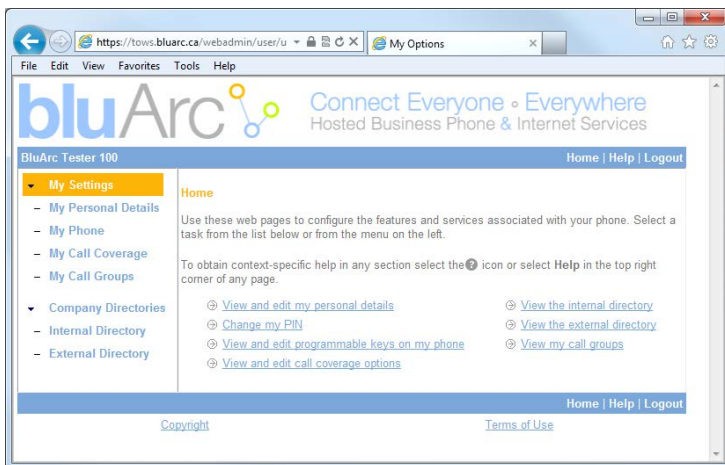 https://tows.bluarc.ca/webadmin/user/u
My Options
File Edit View Favorites Tools Help
bluArc
Connect Everyone Everywhere
Hosted Business Phone & Internet Services
BluArc Tester 100
Home | Help | Logout
My Settings
– My Personal Details
– My Phone
– My Call Coverage
– My Call Groups
Company Directories
– Internal Directory
– External Directory
Home
Use these web pages to configure the features and services associated with your phone. Select a
task from the list below or from the menu on the left.
To obtain context-specific help in any section select the ? icon or select Help in the top right
corner of any page.
View and edit my personal details
Change my PIN
View and edit programmable keys on my phone
View and edit call coverage options
View the internal directory
View the external directory
View my call groups
Home | Help | Logout
Copyright
Terms of Use